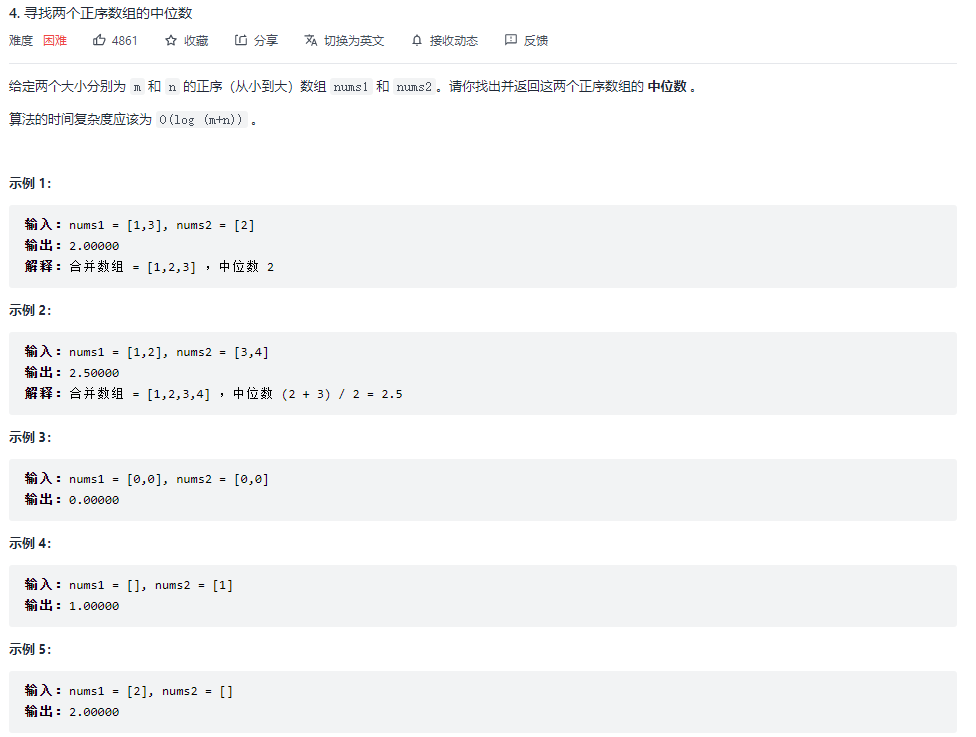 4. 寻找两个正序数组的中位数
难度 困难 4861 收藏 分享 切换为英文 接收动态 反馈
给定两个大小分别为 m 和 n 的正序（从小到大）数组 nums1 和 nums2。请你找出并返回这两个正序数组的 中位数 。
算法的时间复杂度应该为 O(log (m+n)) 。
示例 1：
输入：nums1 = [1,3], nums2 = [2]
输出：2.00000
解释：合并数组 = [1,2,3] ，中位数 2
示例 2：
输入：nums1 = [1,2], nums2 = [3,4]
输出：2.50000
解释：合并数组 = [1,2,3,4] ，中位数 (2 + 3) / 2 = 2.5
示例 3：
输入：nums1 = [0,0], nums2 = [0,0]
输出：0.00000
示例 4：
输入：nums1 = [], nums2 = [1]
输出：1.00000
示例 5：
输入：nums1 = [2], nums2 = []
输出：2.00000